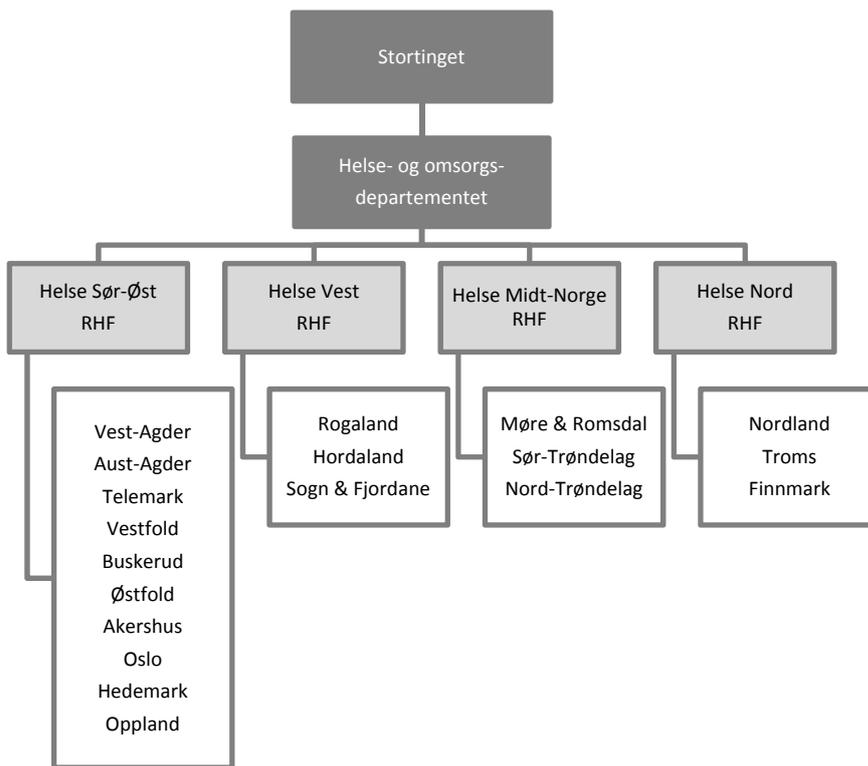 Stortinget
Helse- og omsorgs-
departementet
Helse Sør-Øst
RHF
Helse Vest
RHF
Helse Midt-Norge
RHF
Helse Nord
RHF
Vest-Agder
Aust-Agder
Telemark
Vestfold
Buskerud
Østfold
Akershus
Oslo
Hedemark
Oppland
Rogaland
Hordaland
Sogn & Fjordane
Møre & Romsdal
Sør-Trøndelag
Nord-Trøndelag
Nordland
Troms
Finnmark